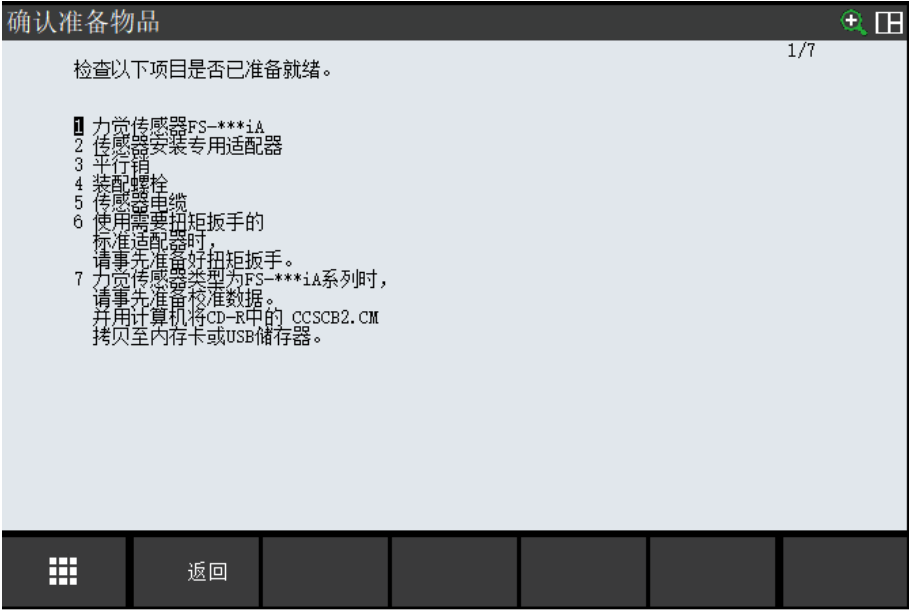 确认准备物品
1/7
检查以下项目是否已准备就绪。
1 力觉传感器FS-***iA
2 传感器安装专用适配器
3 平行销
4 装配螺栓
5 传感器电缆
6 使用需要扭矩扳手的
标准适配器时，
请事先准备好扭矩扳手。
7 力觉传感器类型为FS-***iA系列时，
请事先准备校准数据。
并用计算机将CD-R中的 CCSCB2.CM
拷贝至内存卡或USB储存器。
返回